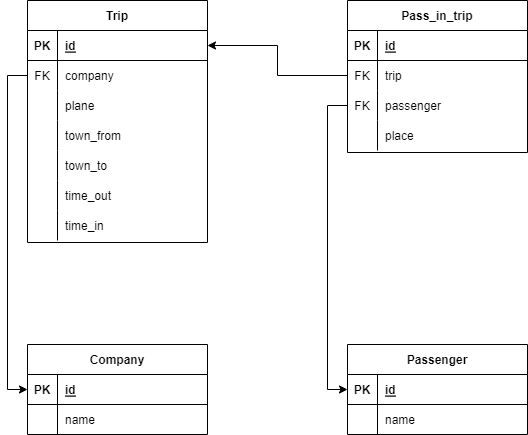 Trip
PK id
FK company
plane
town_from
town_to
time_out
time_in
Pass_in_trip
PK id
FK trip
FK passenger
place
Company
PK id
name
Passenger
PK id
name